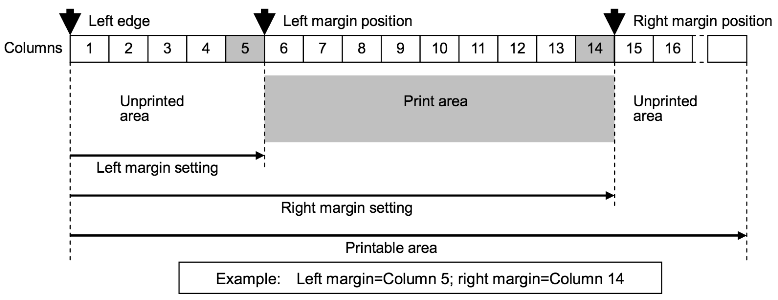 Left edge
Left margin position
Right margin position
Columns 1 2 3 4 5 6 7 8 9 10 11 12 13 14 15 16
Unprinted
area
Print area
Unprinted
area
Left margin setting
Right margin setting
Printable area
Example: Left margin=Column 5; right margin=Column 14